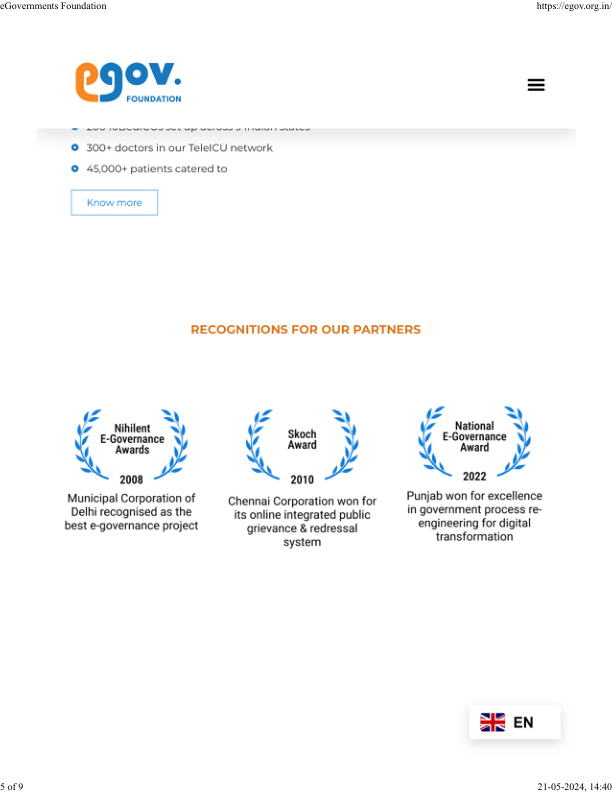 eGovernments Foundation https://egov.org.in/
egov.
FOUNDATION
300+ doctors in our TeleICU network
45,000+ patients catered to
Know more
RECOGNITIONS FOR OUR PARTNERS
Nihilent
E-Governance
Awards
2008
Municipal Corporation of
Delhi recognised as the
best e-governance project
Skoch
Award
2010
Chennai Corporation won for
its online integrated public
grievance & redressal
system
National
E-Governance
Award
2022
Punjab won for excellence
in government process re-
engineering for digital
transformation
EN
5 of 9 21-05-2024, 14:40